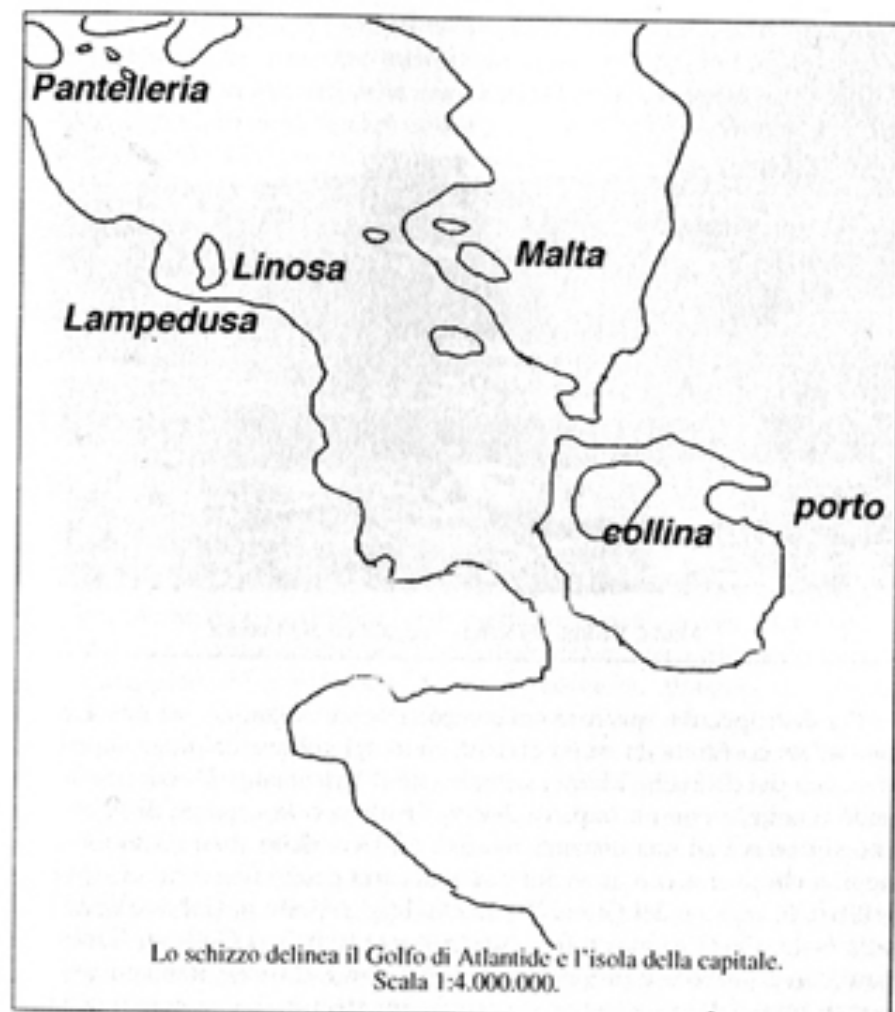 Pantelleria
Linosa
Malta
Lampedusa
porto
collina
Lo schizzo delinea il Golfo di Atlantide e l'isola della capitale.
Scala 1:4.000.000.